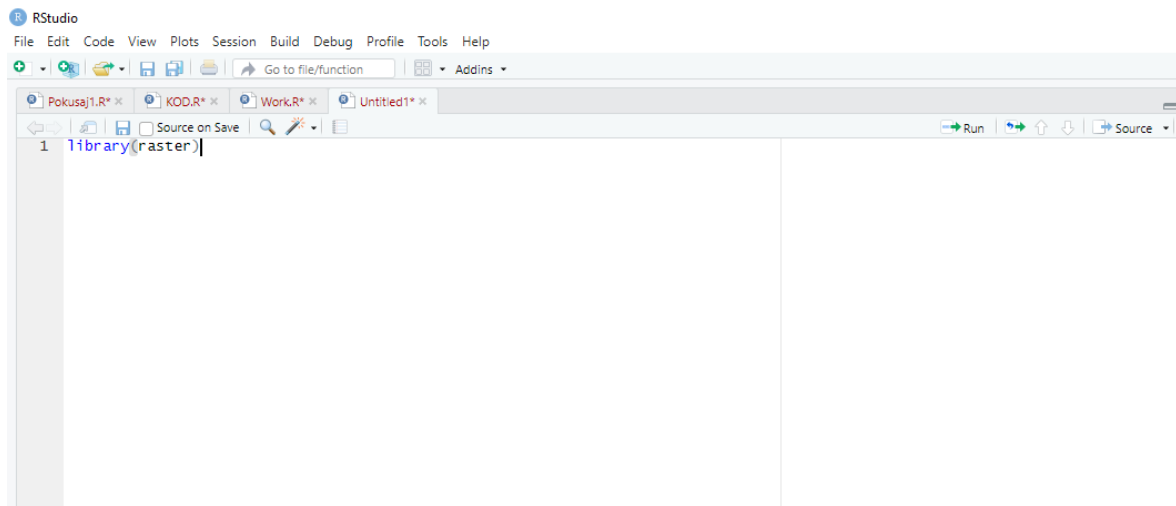 RStudio
File Edit Code View Plots Session Build Debug Profile Tools Help
Go to file/function Addins
Pokusaj1.R* KOD.R* Work.R* Untitled1*
Source on Save Run Source
1 library(raster)